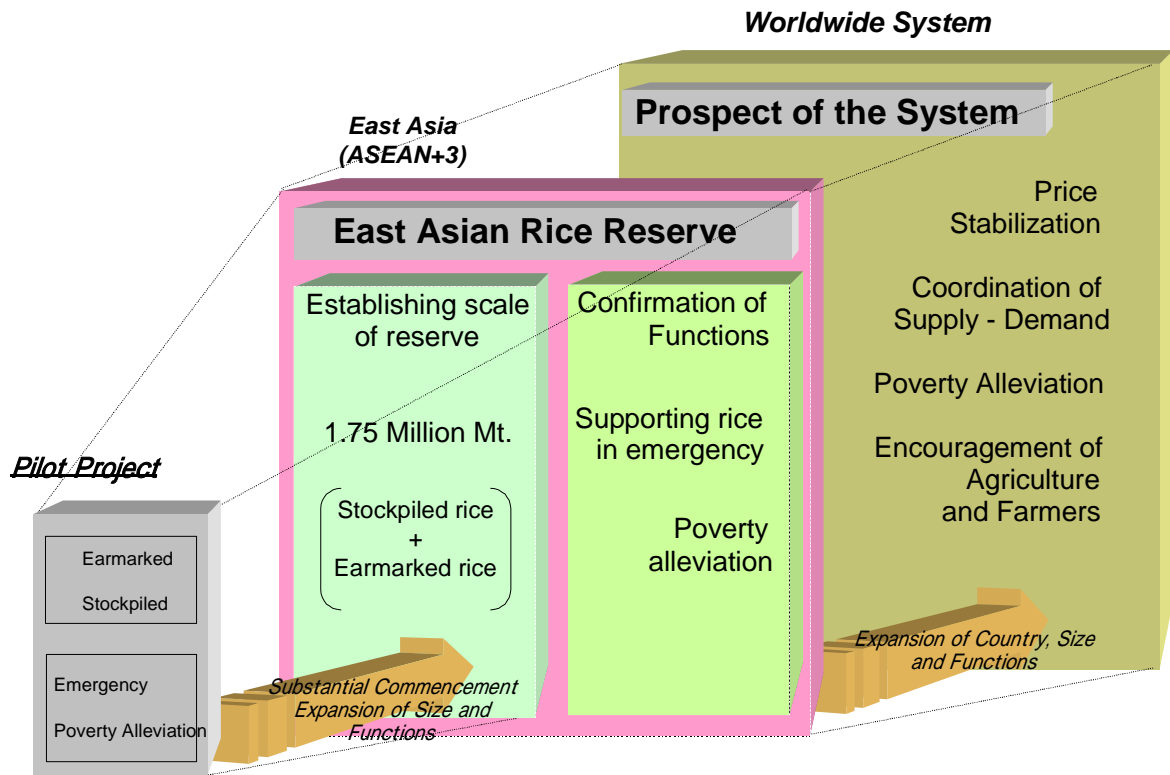 Worldwide System
Prospect of the System
Price
Stabilization
Coordination of
Supply - Demand
Poverty Alleviation
Encouragement of
Agriculture
and Farmers
Expansion of Country, Size
and Functions
East Asia
(ASEAN+3)
East Asian Rice Reserve
Establishing scale
of reserve
1.75 Million Mt.
Stockpiled rice
+
Earmarked rice
Confirmation of
Functions
Supporting rice
in emergency
Poverty
alleviation
Substantial Commencement
Expansion of Size and
Functions
Pilot Project
Earmarked
Stockpiled
Emergency
Poverty Alleviation